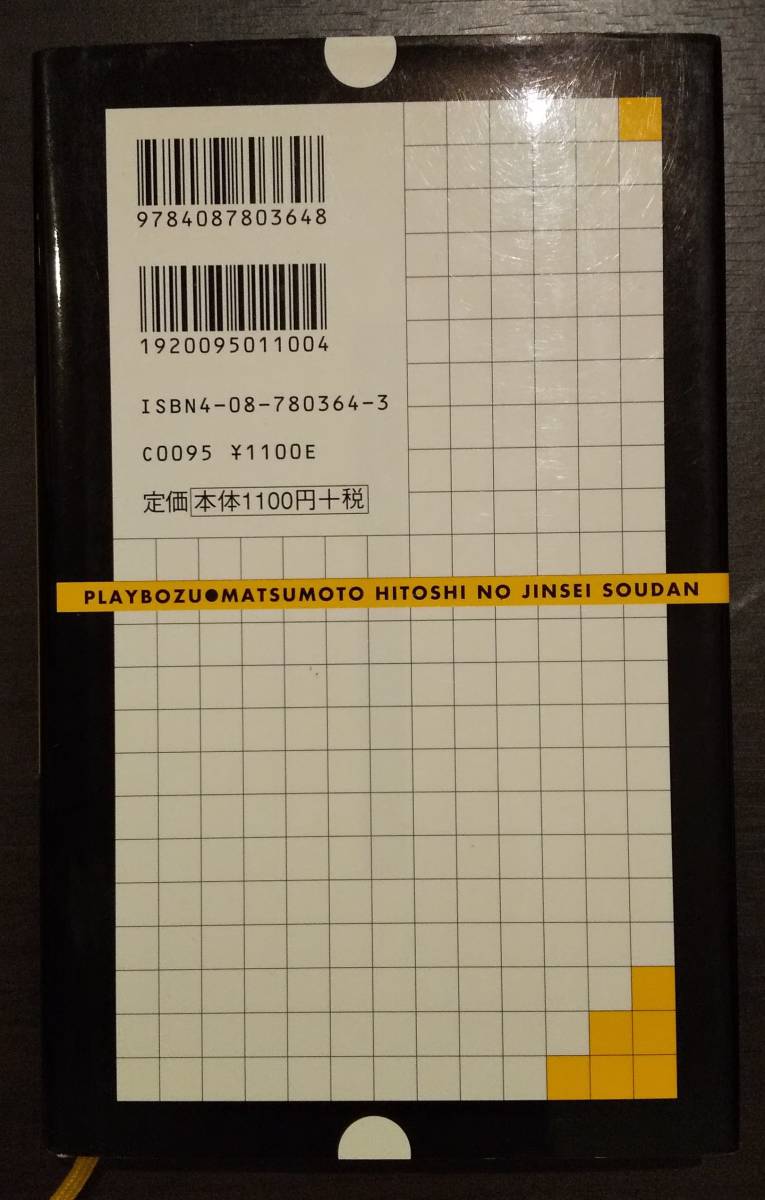 9784087803648
1920095011004
ISBN4-08-780364-3
C0095 ¥1100E
定価 本体1100円+税
PLAYBOZU●MATSUMOTO HITOSHI NO JINSEI SOUDAN